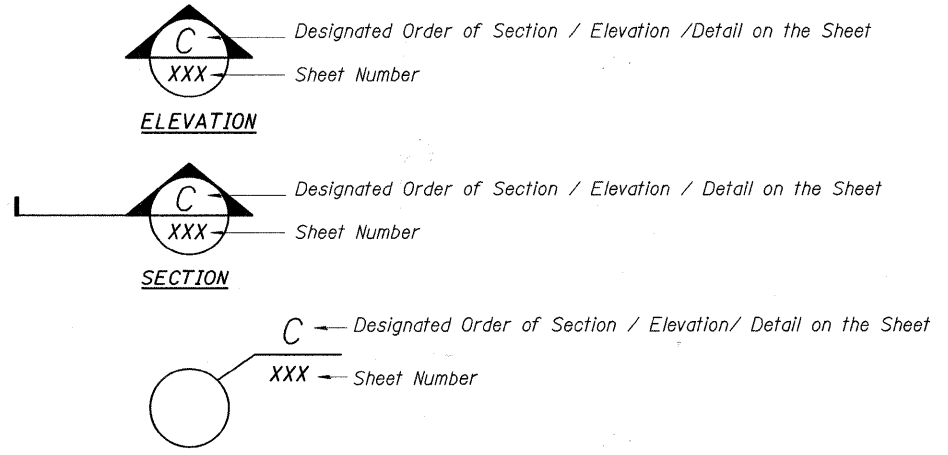 C Designated Order of Section / Elevation /Detail on the Sheet
XXX Sheet Number
ELEVATION
C Designated Order of Section / Elevation / Detail on the Sheet
XXX Sheet Number
SECTION
C Designated Order of Section / Elevation/ Detail on the Sheet
XXX Sheet Number